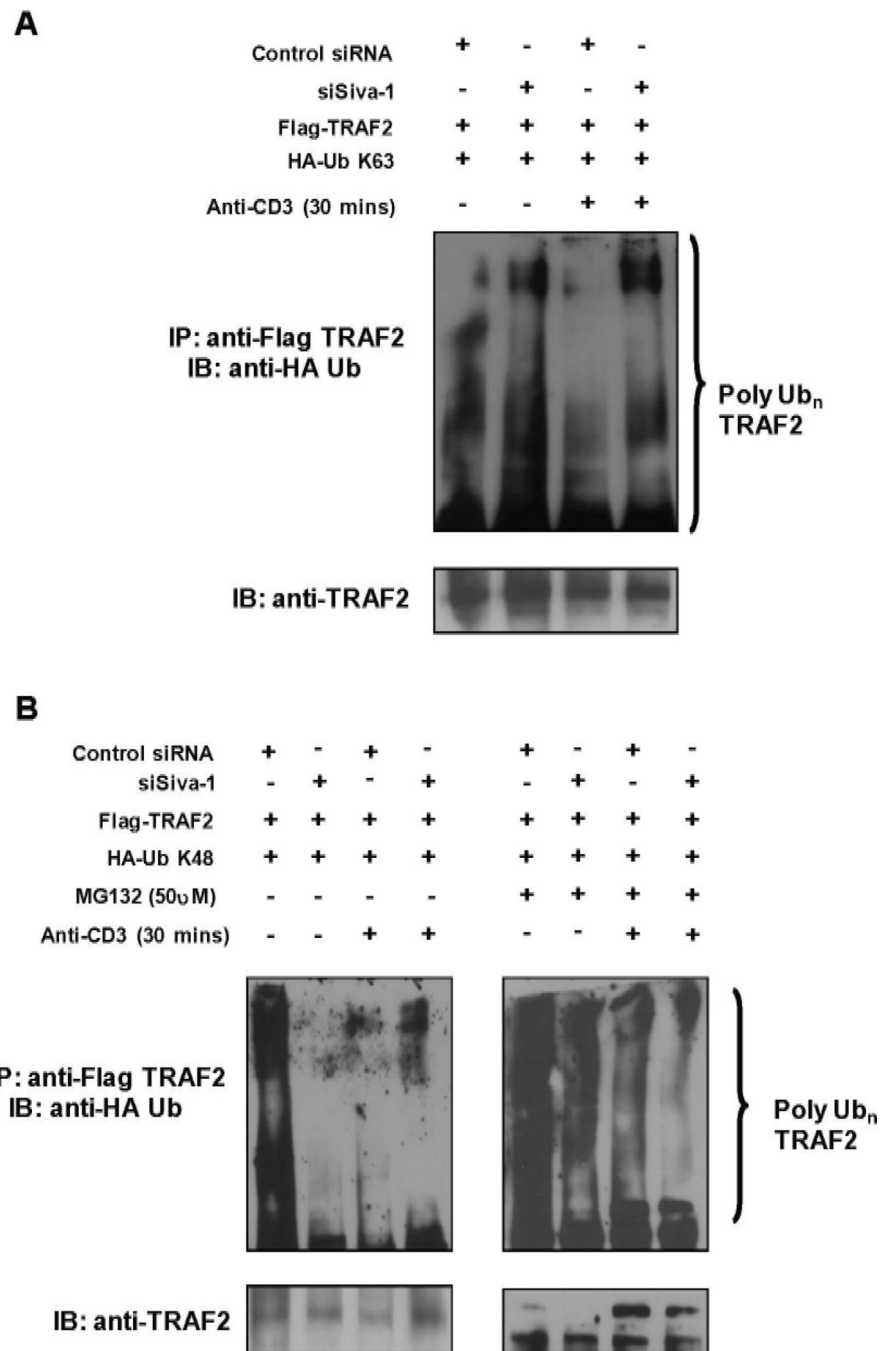 A
Control siRNA + - + -
siSiva-1 - + - +
Flag-TRAF2 + + + +
HA-Ub K63 + + + +
Anti-CD3 (30 mins) - - + +
IP: anti-Flag TRAF2
IB: anti-HA Ub
Poly Ubn
TRAF2
IB: anti-TRAF2
B
Control siRNA + - + - + - + -
siSiva-1 - + - + - + - +
Flag-TRAF2 + + + + + + + +
HA-Ub K48 + + + + + + + +
MG132 (50υM) - - - - + + + +
Anti-CD3 (30 mins) - - + + - - + +
P: anti-Flag TRAF2
IB: anti-HA Ub
Poly Ubn
TRAF2
IB: anti-TRAF2